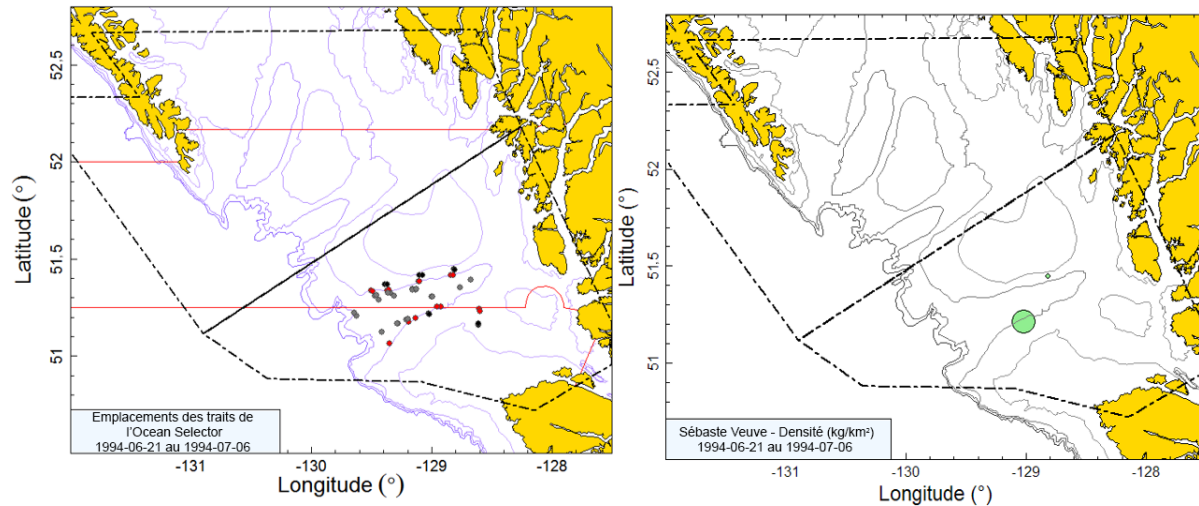 52.5
52
51.5
51
Latitude (°)
Emplacements des traits de
l'Ocean Selector
1994-06-21 au 1994-07-06
-131
-130
-129
-128
Longitude (°)
52.5
52
51.5
51
Latitude (°)
Sébaste Veuve - Densité (kg/km²)
1994-06-21 au 1994-07-06
-131
-130
-129
-128
Longitude (°)